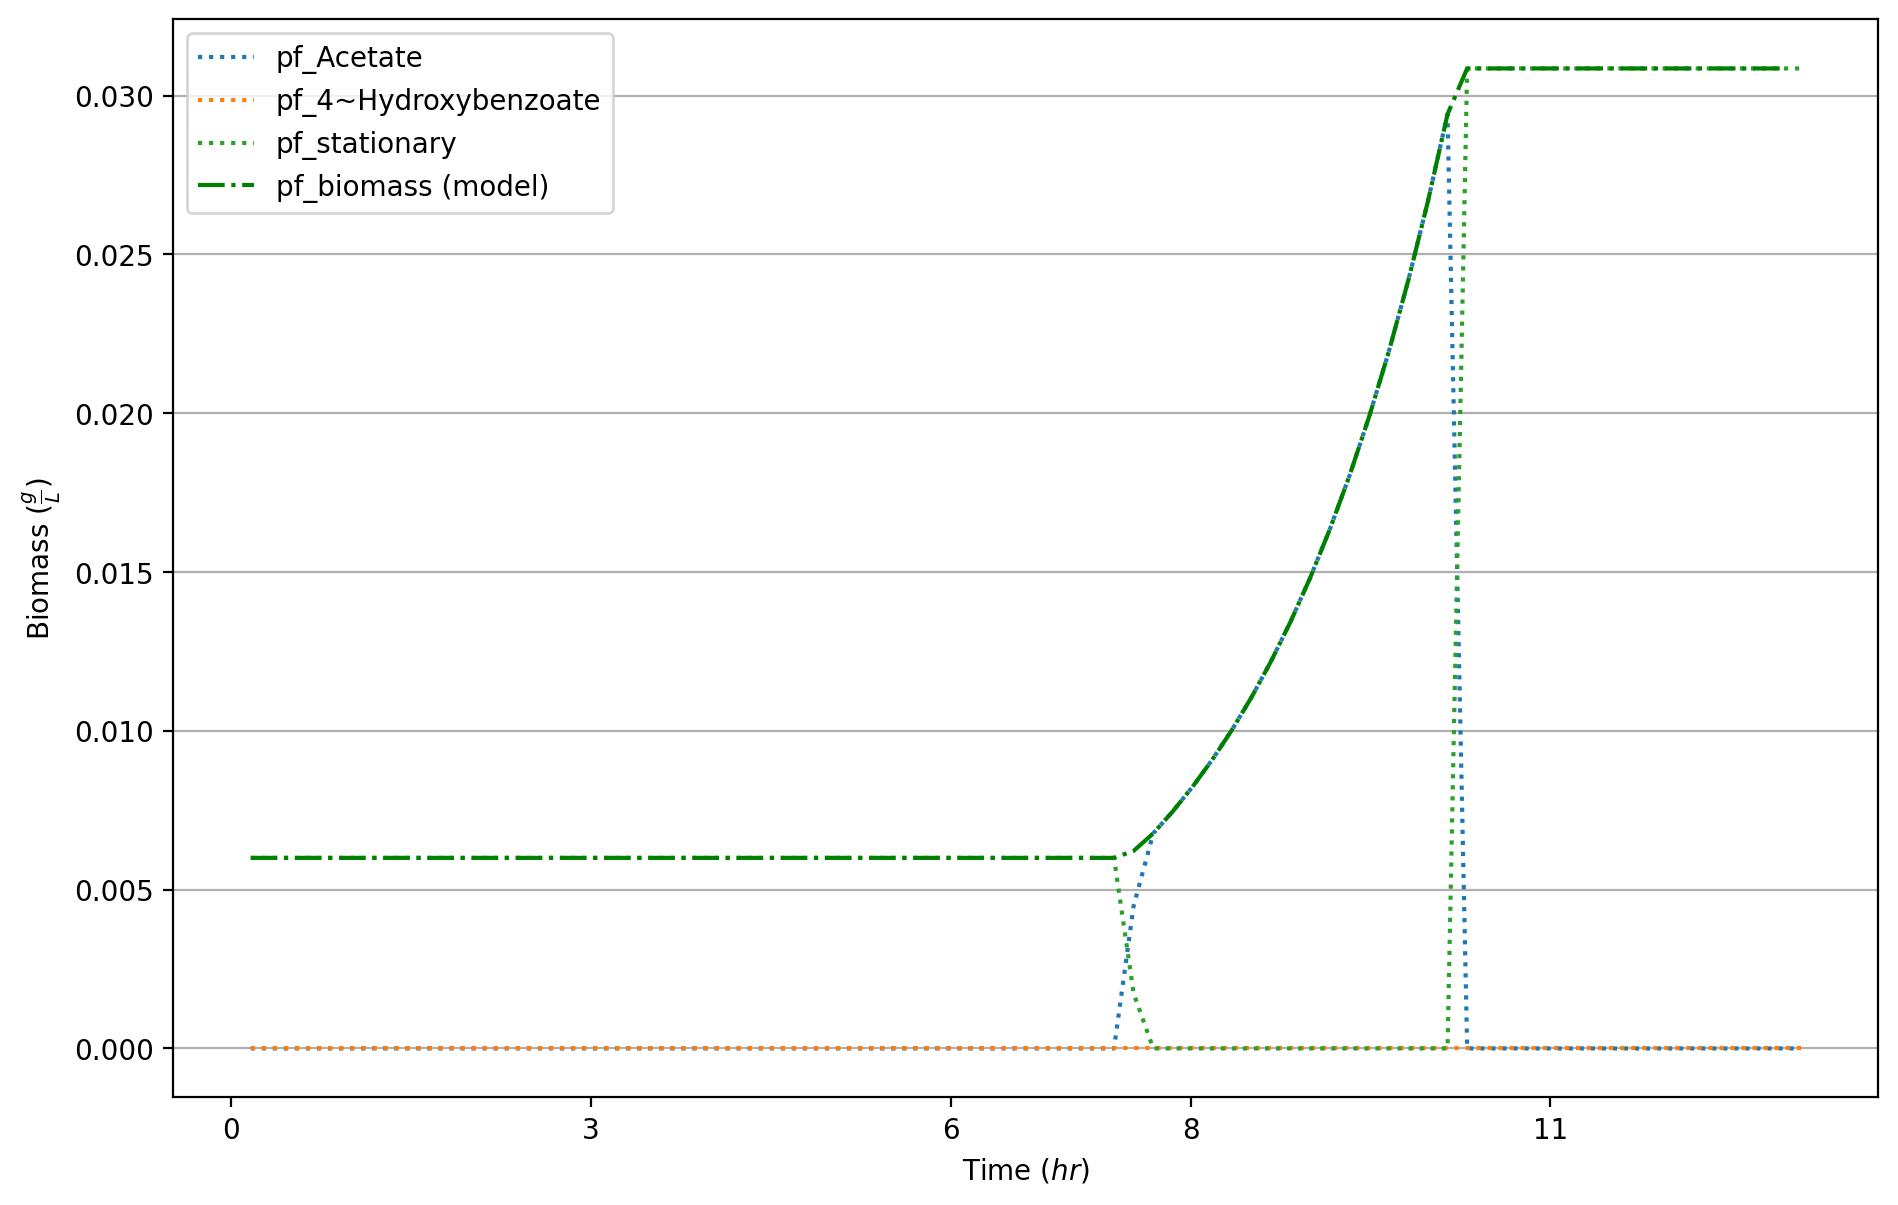 pf_Acetate
pf_4~Hydroxybenzoate
pf_stationary
pf_biomass (model)
0.030
0.025
0.020
0.015
0.010
0.005
0.000
Biomass (g/L)
0 3 6 8 11
Time (hr)